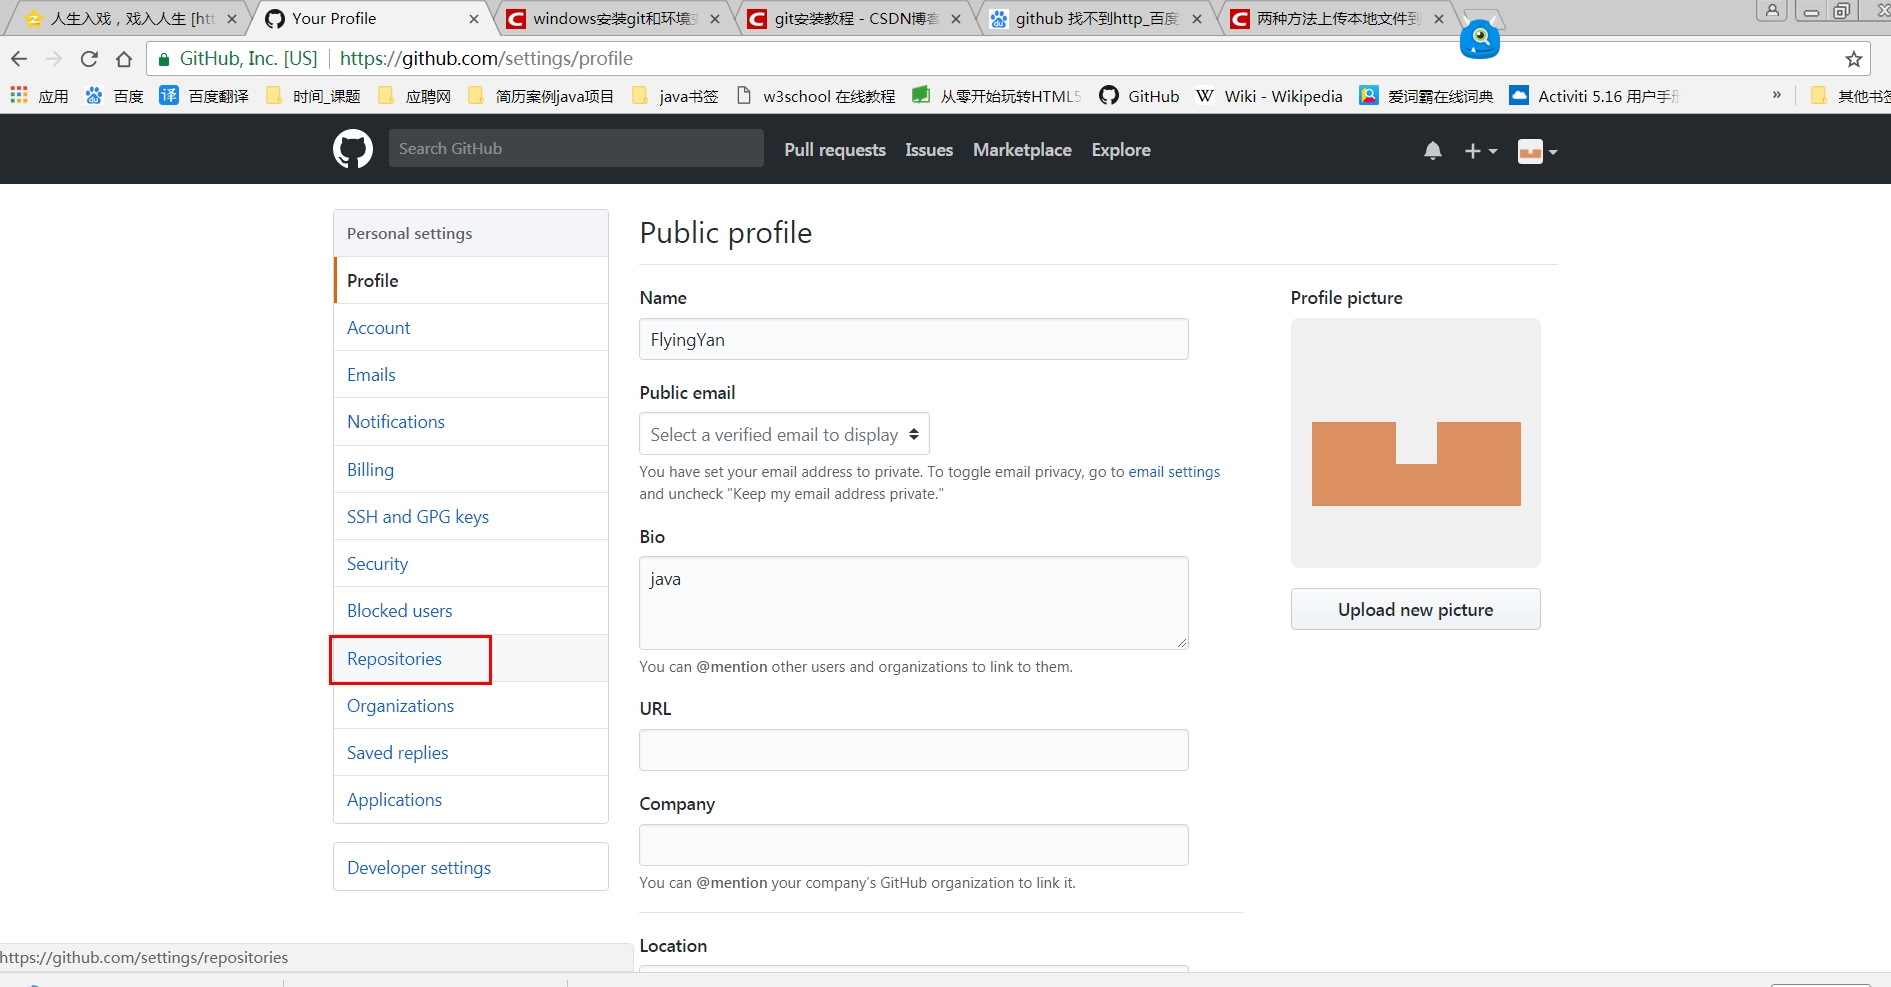 人生入戏，戏入人生 [htt
Your Profile
windows安装git和环境变
git安装教程 - CSDN博客
github 找不到http_百度
两种方法上传本地文件到
GitHub, Inc. [US] https://github.com/settings/profile
应用 百度 百度翻译 时间_课题 应聘网 简历案例java项目 java书签 w3school 在线教程 从零开始玩转HTML5 GitHub Wiki - Wikipedia 爱词霸在线词典 Activiti 5.16 用户手册 » 其他书签
Search GitHub Pull requests Issues Marketplace Explore
Personal settings
Profile
Account
Emails
Notifications
Billing
SSH and GPG keys
Security
Blocked users
Repositories
Organizations
Saved replies
Applications
Developer settings
Public profile
Name
FlyingYan
Public email
Select a verified email to display
You have set your email address to private. To toggle email privacy, go to email settings
and uncheck "Keep my email address private."
Bio
java
You can @mention other users and organizations to link to them.
URL
Company
You can @mention your company's GitHub organization to link it.
Location
Profile picture
Upload new picture
https://github.com/settings/repositories